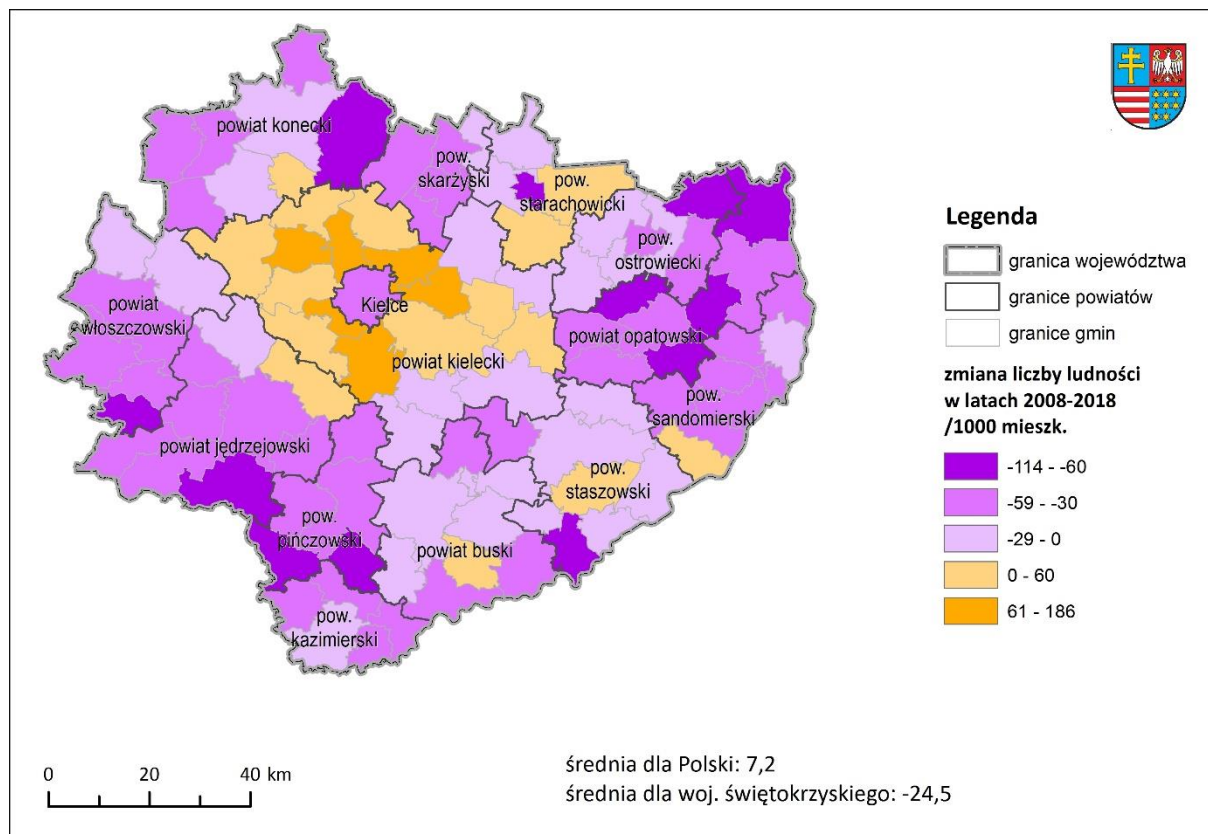 powiat konecki
pow.
skarżyski
pow.
starachowicki
pow.
ostrowiecki
powiat
włoszczowski
Kielce
powiat kielecki
powiat opatowski
pow.
sandomierski
powiat jędrzejowski
pow.
staszowski
pow.
pińczowski
powiat buski
pow.
kazimierski
Legenda
granica województwa
granice powiatów
granice gmin
zmiana liczby ludności
w latach 2008-2018
/1000 mieszk.
-114 - -60
-59 - -30
-29 - 0
0 - 60
61 - 186
0 20 40 km
średnia dla Polski: 7,2
średnia dla woj. świętokrzyskiego: -24,5